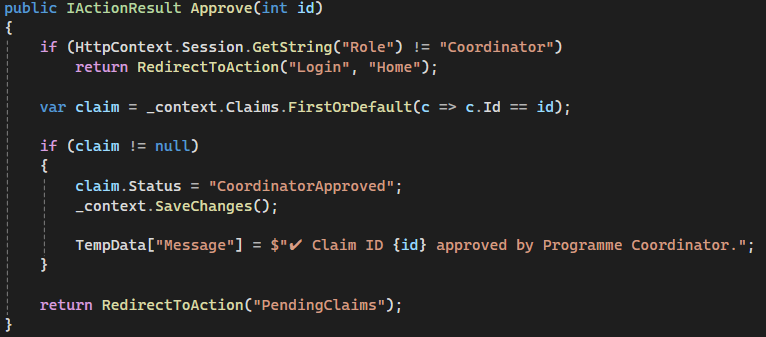 public IActionResult Approve(int id)
{
    if (HttpContext.Session.GetString("Role") != "Coordinator")
        return RedirectToAction("Login", "Home");

    var claim = _context.Claims.FirstOrDefault(c => c.Id == id);

    if (claim != null)
    {
        claim.Status = "CoordinatorApproved";
        _context.SaveChanges();

        TempData["Message"] = $"✔ Claim ID {id} approved by Programme Coordinator.";
    }

    return RedirectToAction("PendingClaims");
}